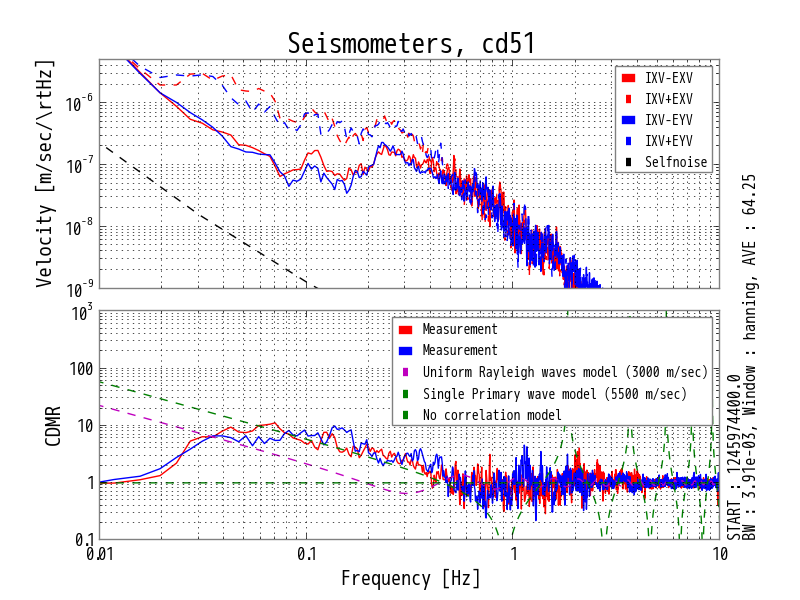 Seismometers, cd51
Velocity [m/sec/\rtHz]
10^-6
10^-7
10^-8
10^-9
IXV-EXV
IXV+EXV
IXV-EYV
IXV+EYV
Selfnoise
CDMR
10^3
100
10
1
0.1
Measurement
Measurement
Uniform Rayleigh waves model (3000 m/sec)
Single Primary wave model (5500 m/sec)
No correlation model
0.01
0.1
1
10
Frequency [Hz]
START : 1245974400.0
BW : 3.91e-03, Window : hanning, AVE : 64.25